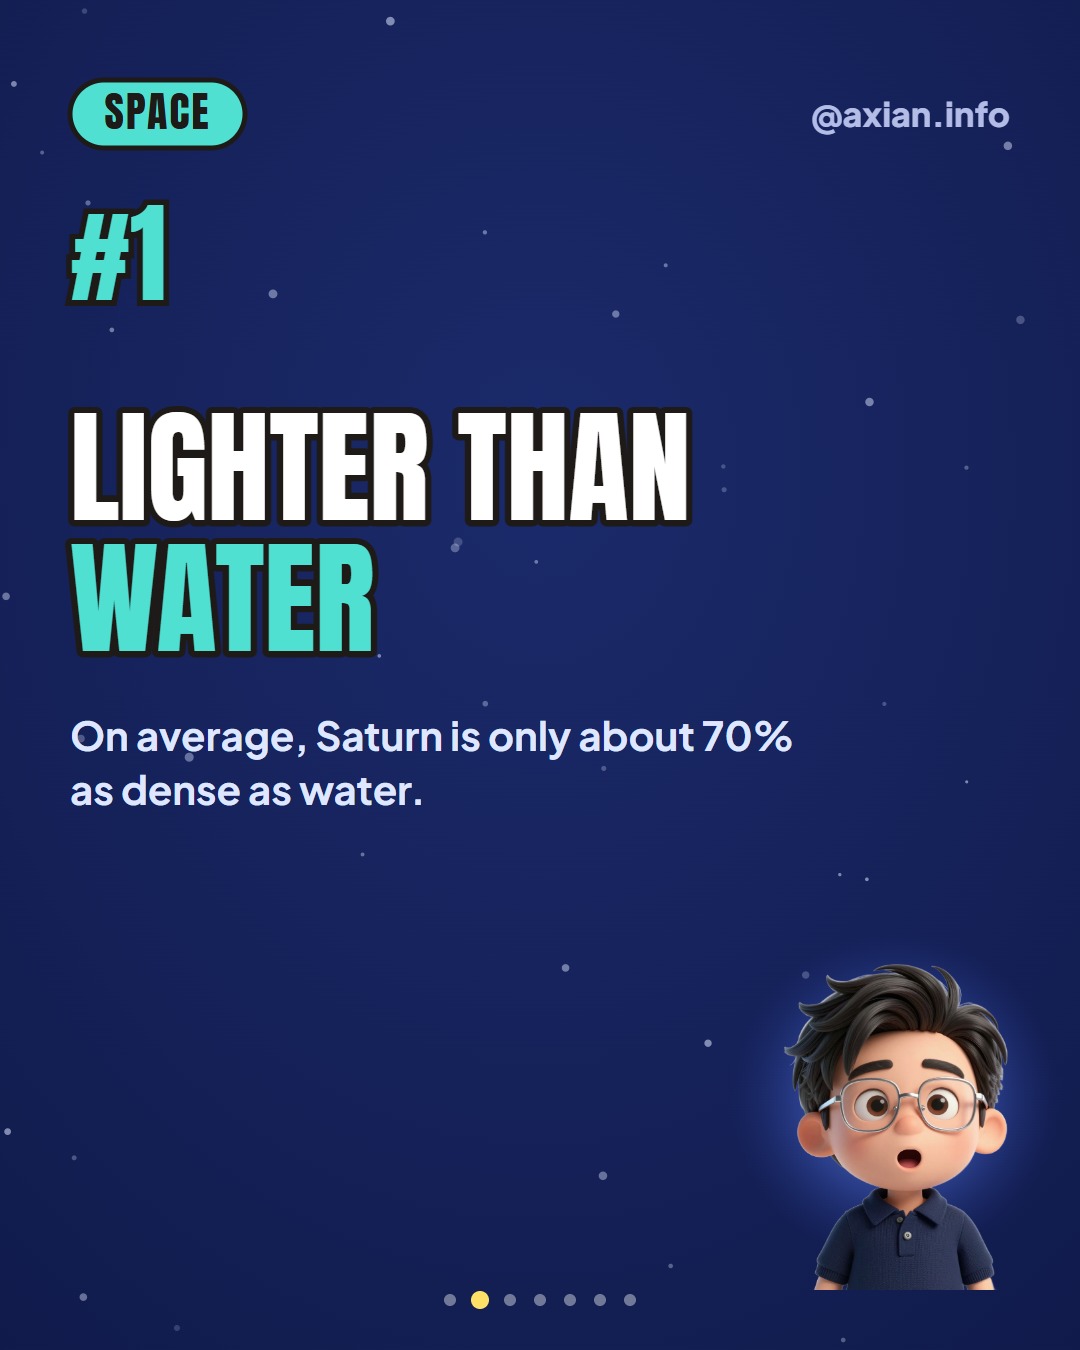 SPACE
@axian.info
#1
LIGHTER THAN
WATER
On average, Saturn is only about 70%
as dense as water.